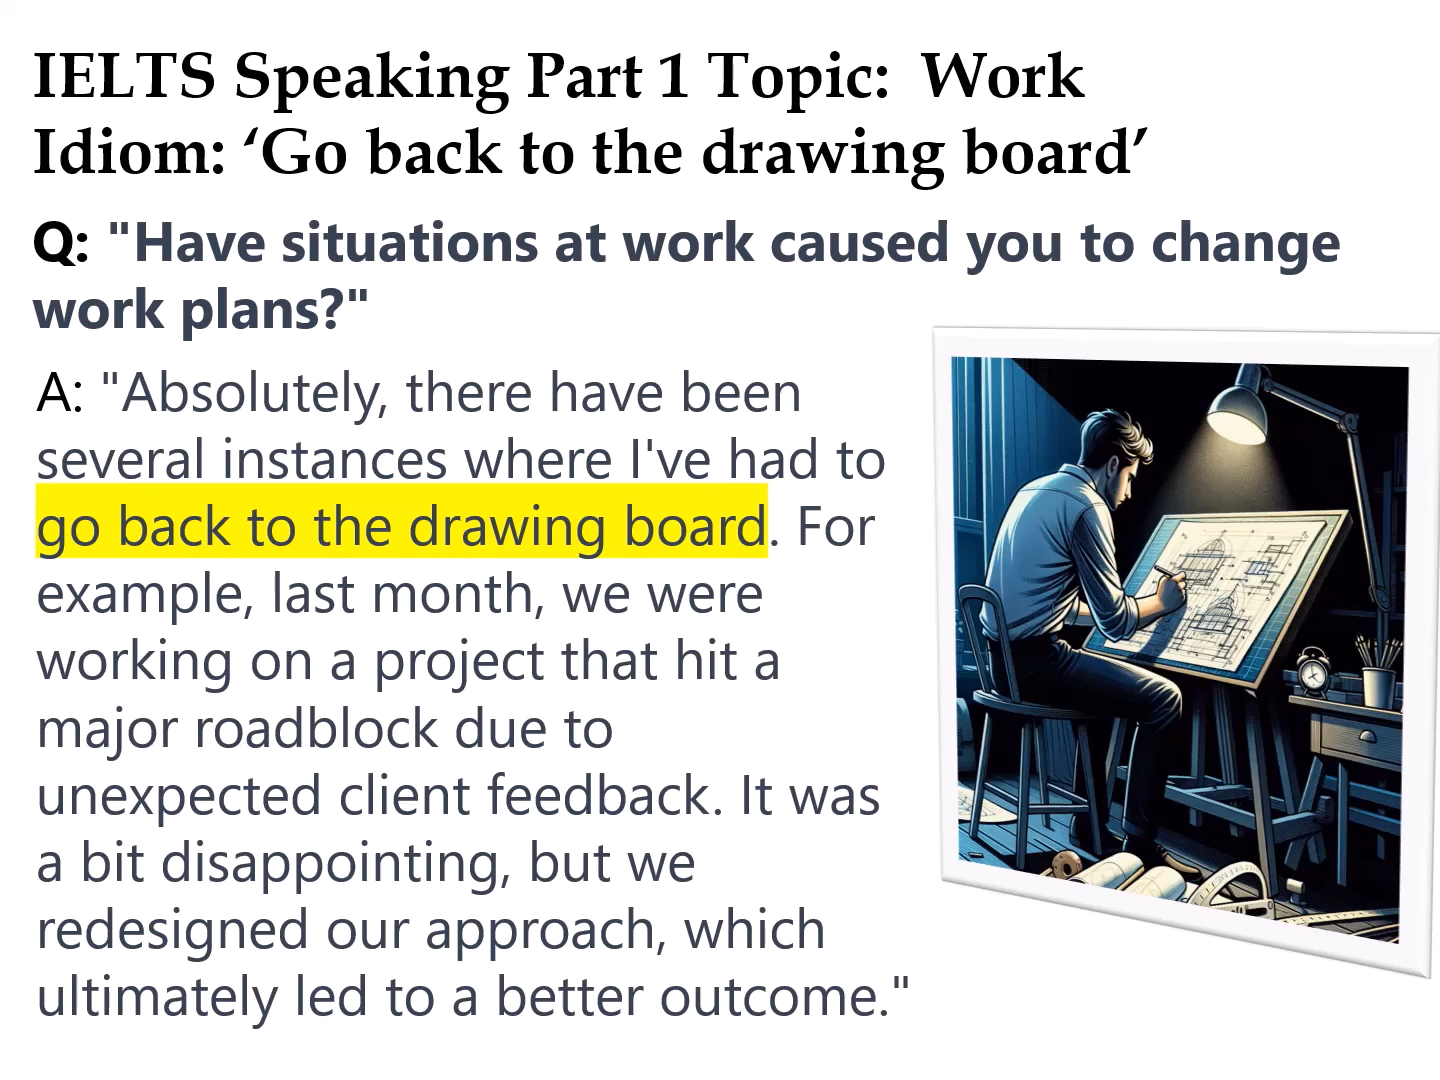 IELTS Speaking Part 1 Topic:  Work
Idiom: ‘Go back to the drawing board’
Q: "Have situations at work caused you to change
work plans?"
A: "Absolutely, there have been
several instances where I've had to
go back to the drawing board. For
example, last month, we were
working on a project that hit a
major roadblock due to
unexpected client feedback. It was
a bit disappointing, but we
redesigned our approach, which
ultimately led to a better outcome."